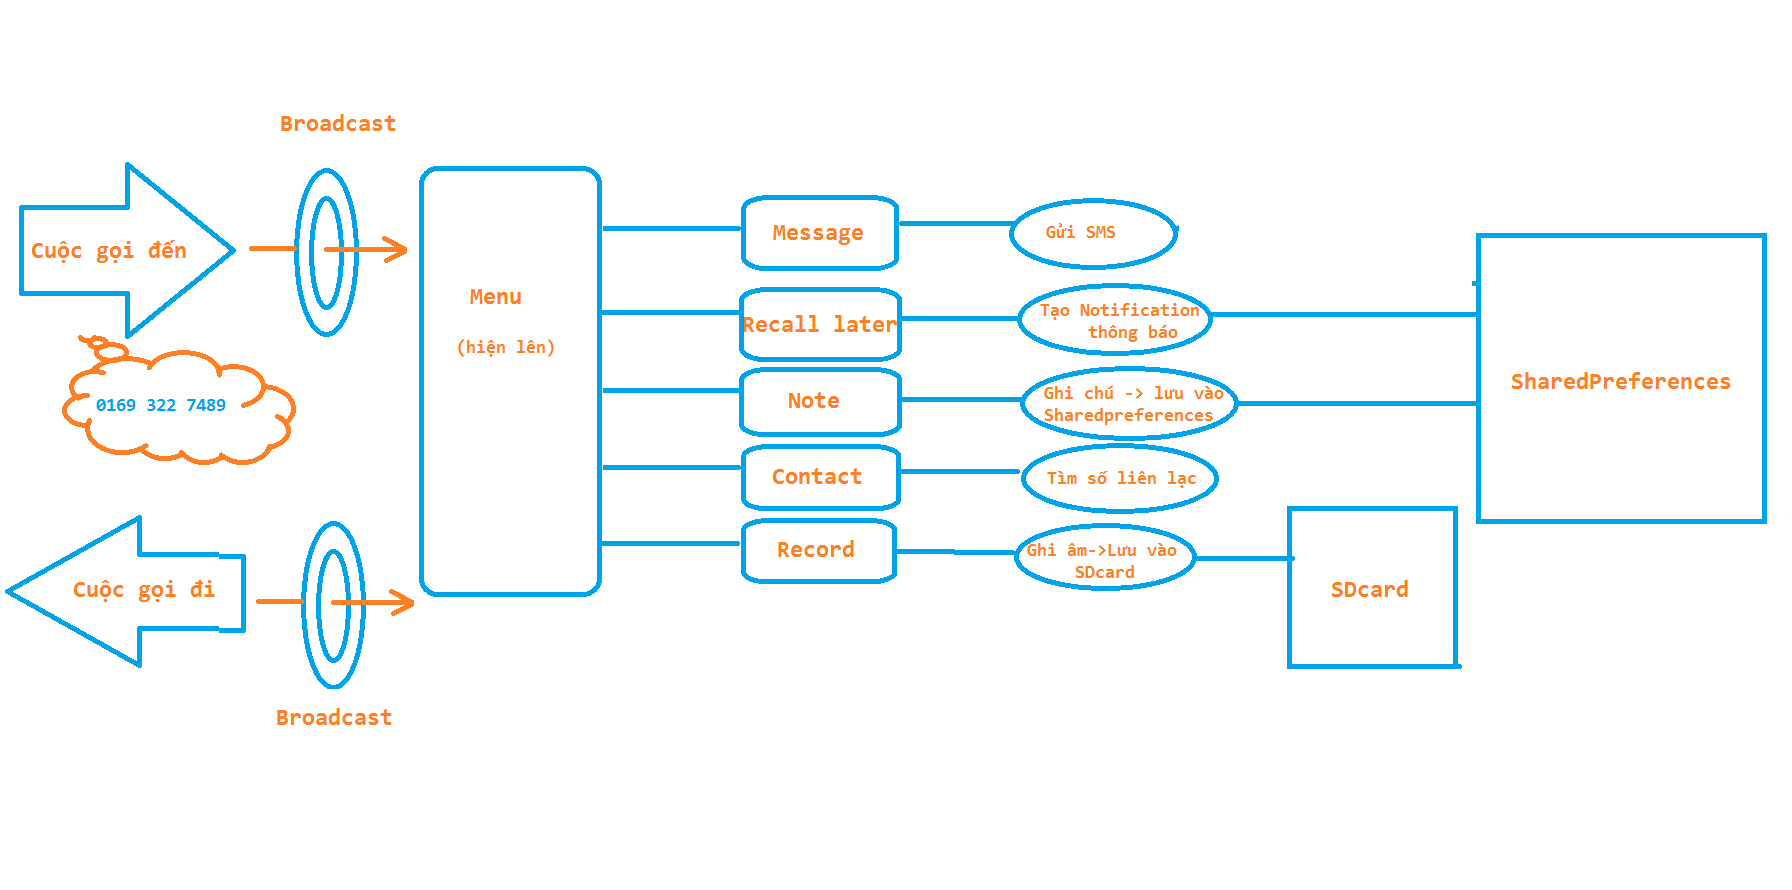 Broadcast
Cuộc gọi đến
0169 322 7489
Cuộc gọi đi
Broadcast
Menu
(hiện lên)
Message
Recall later
Note
Contact
Record
Gửi SMS
Tạo Notification
thông báo
Ghi chú -> lưu vào
Sharedpreferences
Tìm số liên lạc
Ghi âm->Lưu vào
SDcard
SDcard
SharedPreferences